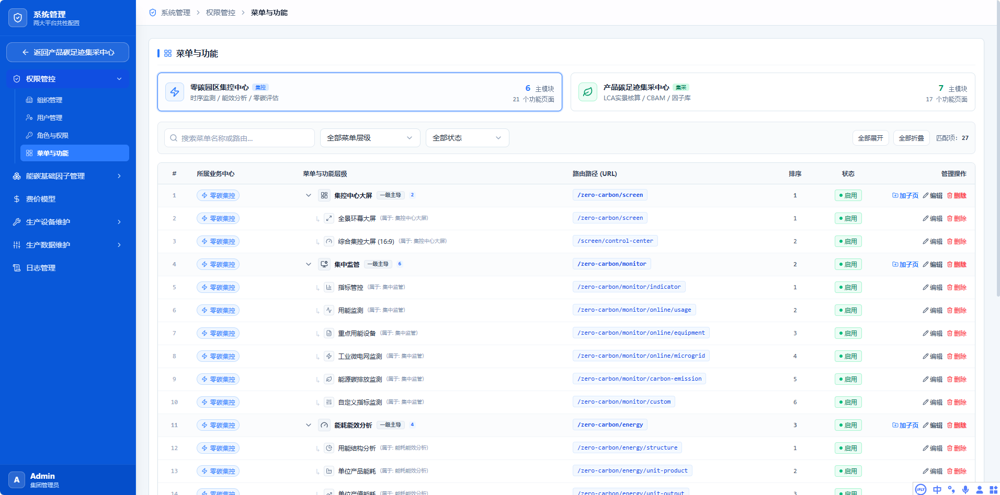 系统管理
两大平台共性配置
返回产品碳足迹集采中心
权限管控
组织管理
用户管理
角色与权限
菜单与功能
能碳基础因子管理
费价模型
生产设备维护
生产数据维护
日志管理
A Admin
集团管理员
系统管理 > 权限管控 > 菜单与功能
菜单与功能
零碳园区集控中心 集控
时序监测 / 能效分析 / 零碳评估
6 主模块
21 个功能页面
产品碳足迹集采中心 集采
LCA实景核算 / CBAM / 因子库
7 主模块
17 个功能页面
搜索菜单名称或路由... 全部菜单层级 全部状态 全部展开 全部折叠 匹配项: 27
# 所属业务中心 菜单与功能层级 路由路径 (URL) 排序 状态 管理操作
1 零碳集控 集控中心大屏 一级主导 2 /zero-carbon/screen 1 启用 加子页 编辑 删除
2 零碳集控 全景环幕大屏 (属于: 集控中心大屏) /zero-carbon/screen 1 启用 编辑 删除
3 零碳集控 综合集控大屏 (16:9) (属于: 集控中心大屏) /screen/control-center 2 启用 编辑 删除
4 零碳集控 集中监管 一级主导 6 /zero-carbon/monitor 2 启用 加子页 编辑 删除
5 零碳集控 指标管控 (属于: 集中监管) /zero-carbon/monitor/indicator 1 启用 编辑 删除
6 零碳集控 用能监测 (属于: 集中监管) /zero-carbon/monitor/online/usage 2 启用 编辑 删除
7 零碳集控 重点用能设备 (属于: 集中监管) /zero-carbon/monitor/online/equipment 3 启用 编辑 删除
8 零碳集控 工业微电网监测 (属于: 集中监管) /zero-carbon/monitor/online/microgrid 4 启用 编辑 删除
9 零碳集控 能源碳排放监测 (属于: 集中监管) /zero-carbon/monitor/carbon-emission 5 启用 编辑 删除
10 零碳集控 自定义指标监测 (属于: 集中监管) /zero-carbon/monitor/custom 6 启用 编辑 删除
11 零碳集控 能耗能效分析 一级主导 4 /zero-carbon/energy 3 启用 加子页 编辑 删除
12 零碳集控 用能结构分析 (属于: 能耗能效分析) /zero-carbon/energy/structure 1 启用 编辑 删除
13 零碳集控 单位产品能耗 (属于: 能耗能效分析) /zero-carbon/energy/unit-product 2 启用 编辑 删除
14 零碳集控 单位产值能耗 (属于: 能耗能效分析) /zero-carbon/energy/unit-output 3 启用 编辑 删除
iFLY 中